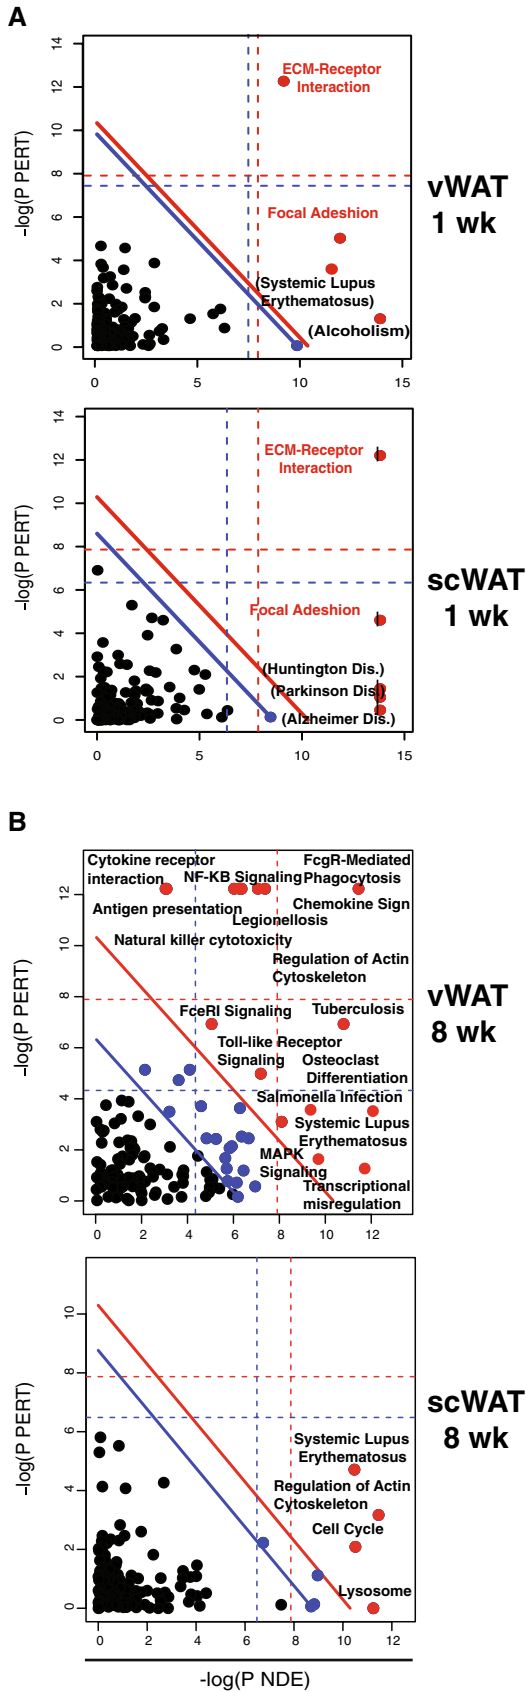 A
ECM-Receptor
Interaction
Focal Adeshion
(Systemic Lupus
Erythematosus)
(Alcoholism)
-log(P PERT)
0 2 4 6 8 10 12 14
0 5 10 15
vWAT
1 wk
ECM-Receptor
Interaction
Focal Adeshion
(Huntington Dis.)
(Parkinson Dis.)
(Alzheimer Dis.)
-log(P PERT)
0 2 4 6 8 10 12 14
0 5 10 15
scWAT
1 wk
B
Cytokine receptor
interaction
NF-KB Signaling
FcgR-Mediated
Phagocytosis
Chemokine Sign
Antigen presentation
Legionellosis
Natural killer cytotoxicity
Regulation of Actin
Cytoskeleton
FceRI Signaling
Tuberculosis
Toll-like Receptor
Signaling
Osteoclast
Differentiation
Salmonella Infection
Systemic Lupus
Erythematosus
MAPK
Signaling
Transcriptional
misregulation
-log(P PERT)
0 2 4 6 8 10 12
0 2 4 6 8 10 12
vWAT
8 wk
Systemic Lupus
Erythematosus
Regulation of Actin
Cytoskeleton
Cell Cycle
Lysosome
-log(P PERT)
0 2 4 6 8 10
0 2 4 6 8 10 12
scWAT
8 wk
-log(P NDE)